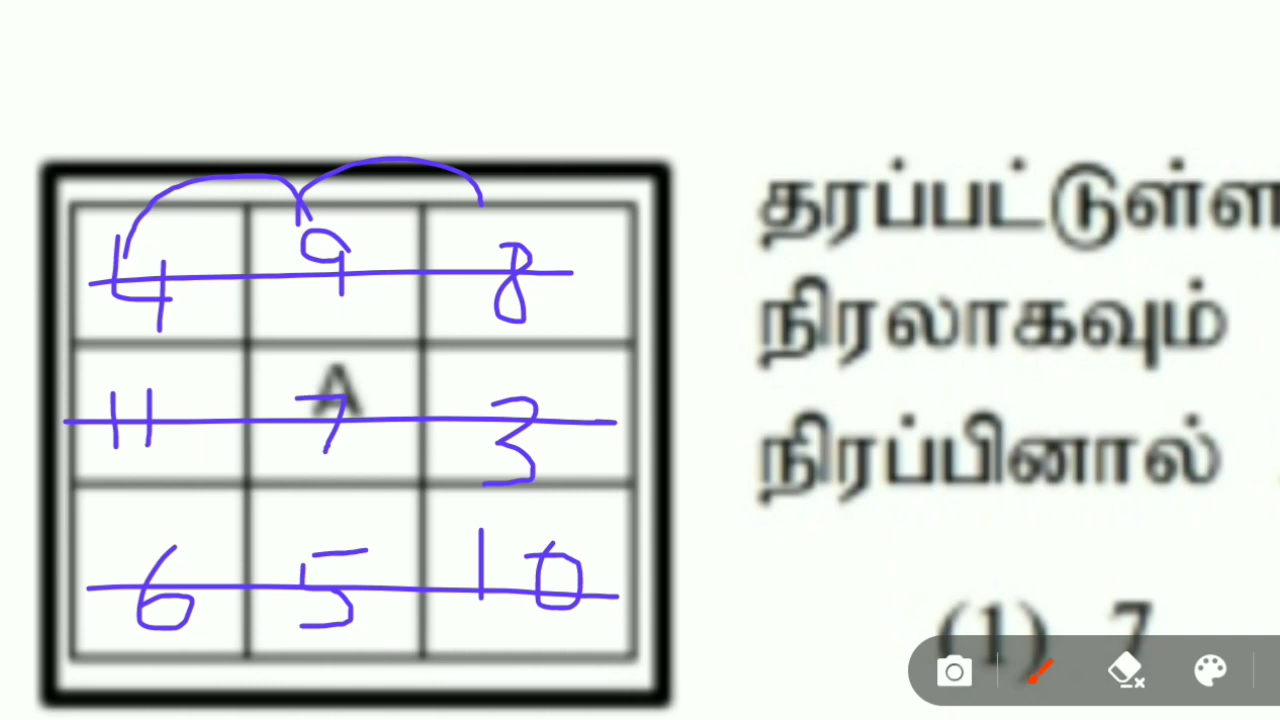 4 9 8
தரப்பட்டுள்ள
நிரலாகவும்
A
11 7 3
நிரப்பினால்
6 5 10
(1) 7